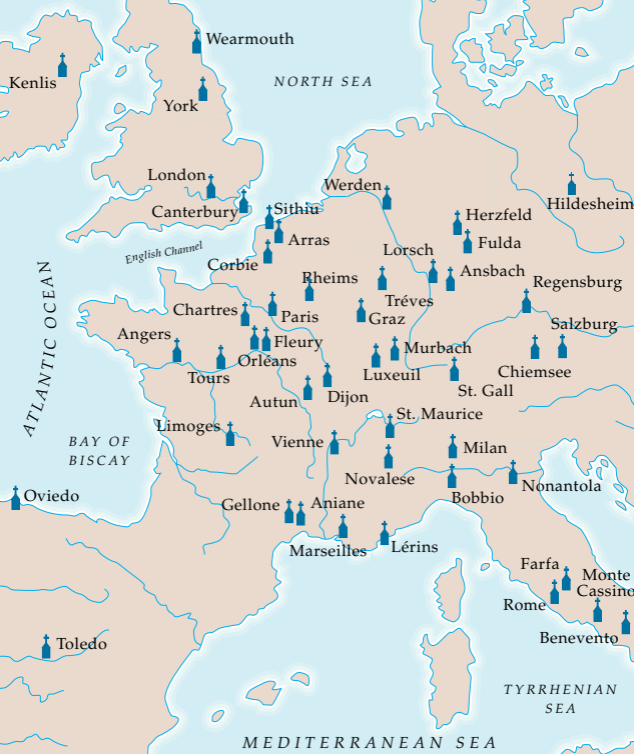 Wearmouth
Kenlis
NORTH SEA
York
London
Werden
Hildesheim
Canterbury
Sithiu
Herzfeld
Arras
Fulda
English Channel
Corbie
Lorsch
Rheims
Ansbach
Regensburg
Tréves
Chartres
Paris
Graz
Salzburg
Angers
Fleury
Murbach
Orléans
Chiemsee
Tours
Luxeuil
St. Gall
ATLANTIC OCEAN
Autun
Dijon
Limoges
St. Maurice
BAY OF
BISCAY
Vienne
Milan
Novalese
Nonantola
Oviedo
Bobbio
Gellone
Aniane
Marseilles
Lérins
Farfa
Monte
Cassino
Rome
Benevento
Toledo
TYRRHENIAN
SEA
MEDITERRANEAN SEA